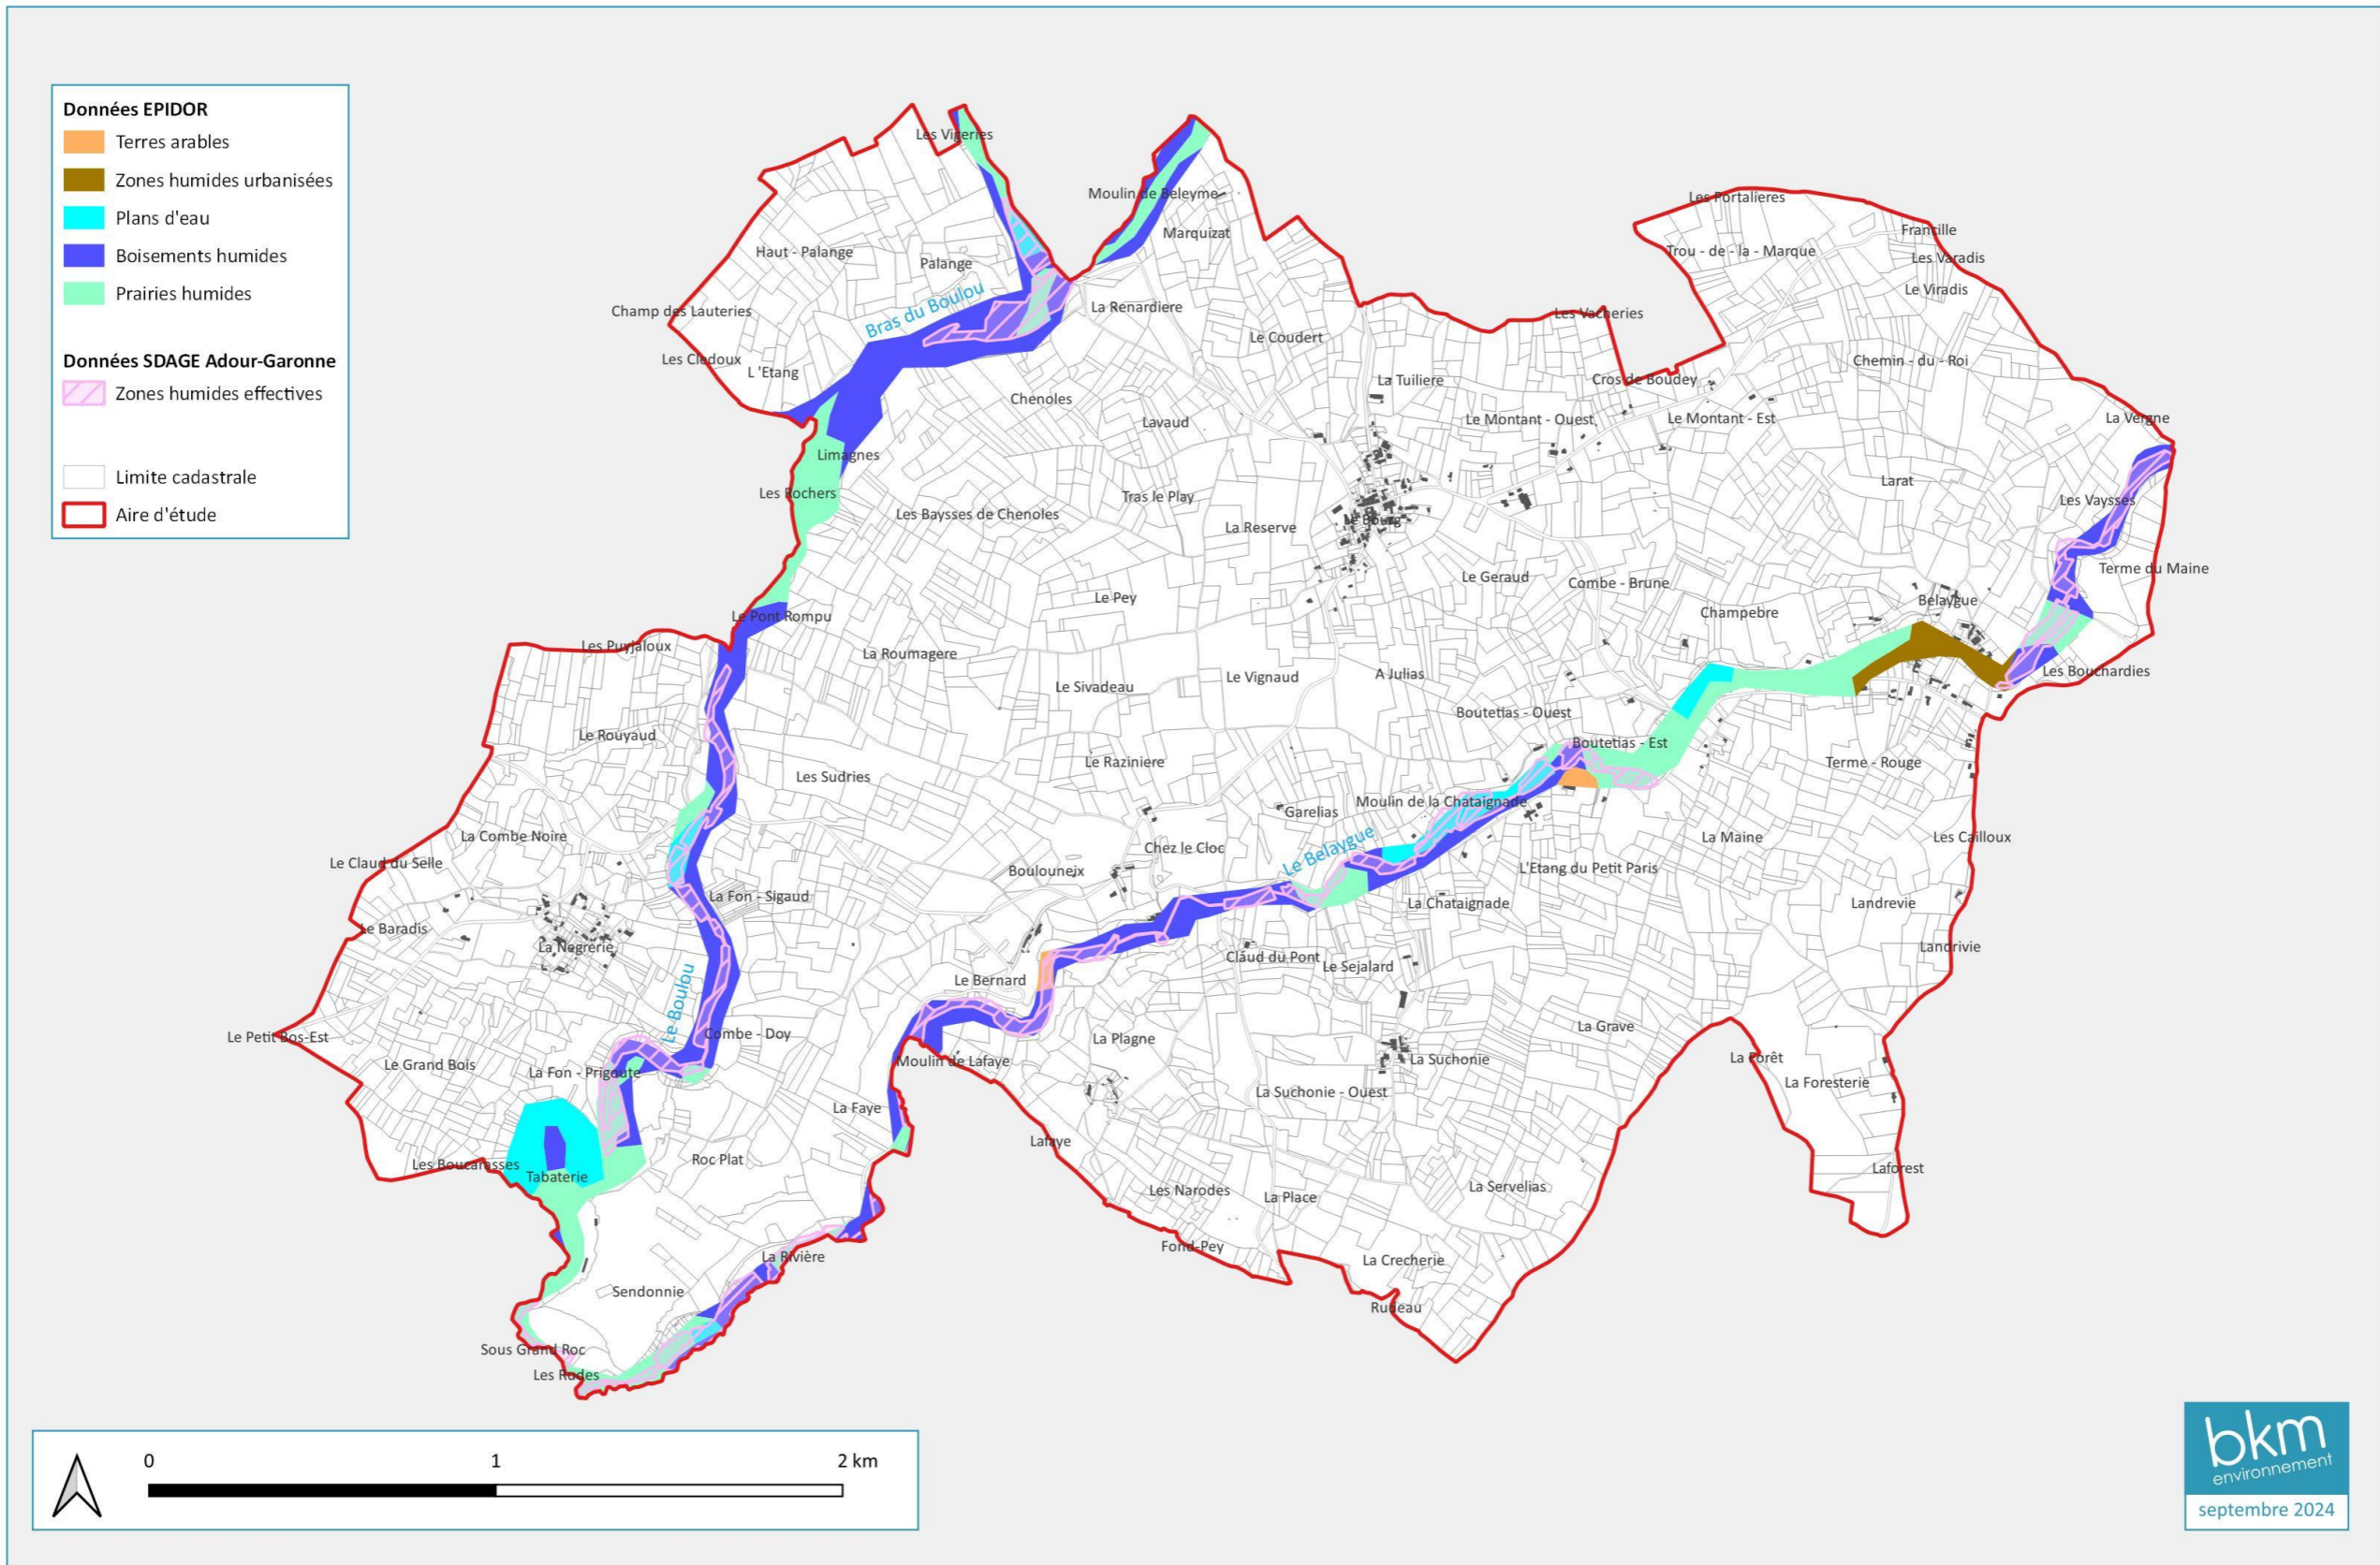 Données EPIDOR
Terres arables
Zones humides urbanisées
Plans d'eau
Boisements humides
Prairies humides
Données SDAGE Adour-Garonne
Zones humides effectives
Limite cadastrale
Aire d'étude
Les Vigeries
Moulin de Beleyme
Les Portalieres
Marquizat
Francille
Haut - Palange
Palange
Trou - de - la - Marque
Les Varadis
Le Viradis
Bras du Boulou
Champ des Lauteries
La Renardiere
Les Vacheries
Le Coudert
Les Cledoux
L 'Etang
Chemin - du - Roi
La Tuiliere
Cros de Boudey
Chenoles
Lavaud
Le Montant - Ouest
Le Montant - Est
La Vergne
Limagnes
Larat
Les Rochers
Tras le Play
Les Vaysses
Les Baysses de Chenoles
La Reserve
Le Bourg
Terme du Maine
Le Geraud
Combe - Brune
Le Pey
Belaygue
Champebre
Le Pont Rompu
Les Puyjaloux
La Roumagere
Les Bouchardies
Le Sivadeau
Le Vignaud
A Julias
Boutetias - Ouest
Le Rouyaud
Boutetias - Est
Les Sudries
Le Raziniere
Terme - Rouge
Moulin de la Chataignade
Garelias
La Combe Noire
La Maine
Les Cailloux
Le Belaygue
Le Claud du Selle
Chez le Cloc
Boulouneix
L'Etang du Petit Paris
La Fon - Sigaud
La Chataignade
Landrevie
Le Baradis
La Negrerie
Landrivie
Claud du Pont
Le Sejalard
Le Bernard
Le Boulou
Le Petit Bos-Est
Combe - Doy
La Plagne
La Grave
Le Grand Bois
La Fon - Prigoute
Moulin de Lafaye
La Suchonie
La Forêt
La Foresterie
La Suchonie - Ouest
La Faye
Lafaye
Les Boucarasses
Tabaterie
Roc Plat
Laforest
Les Narodes
La Place
La Servelias
Fond-Pey
La Rivière
La Crecherie
Sendonnie
Rudeau
Sous Grand Roc
Les Rudes
0 1 2 km
bkm
environnement
septembre 2024